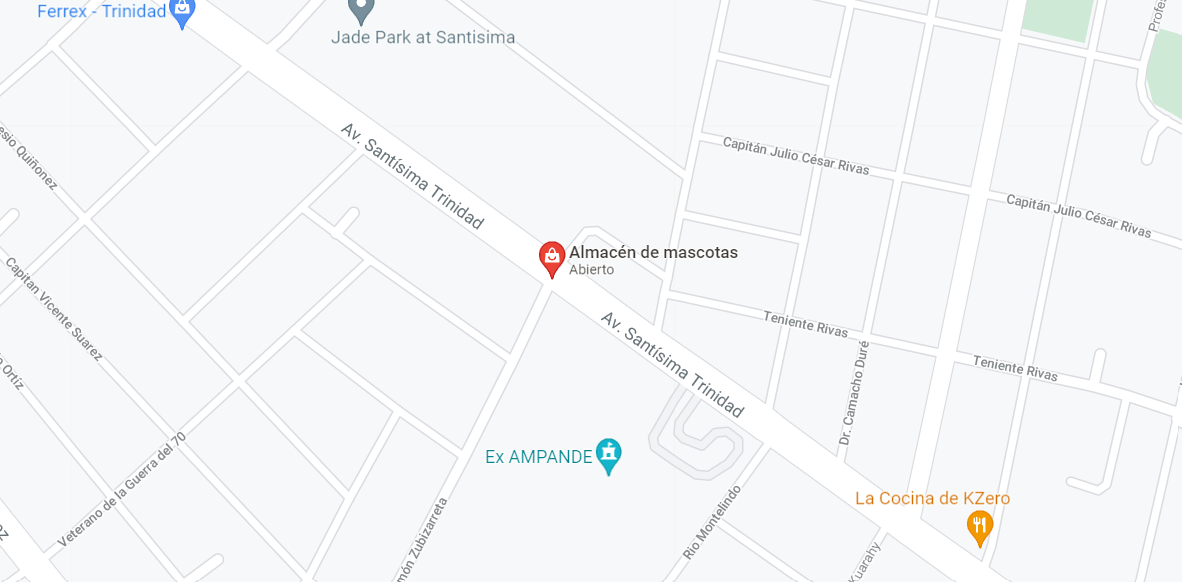 Ferrex - Trinidad
Jade Park at Santisima
Av. Santísima Trinidad
Capitán Julio César Rivas
Capitán Julio César Rivas
Quiñonez
Almacén de mascotas
Abierto
Capitan Vicente Suarez
Av. Santísima Trinidad
Teniente Rivas
Teniente Rivas
Ortiz
Dr. Camacho Duré
Ex AMPANDE
Veterano de la Guerra del 70
La Cocina de KZero
Rio Montelindo
Zubizarreta